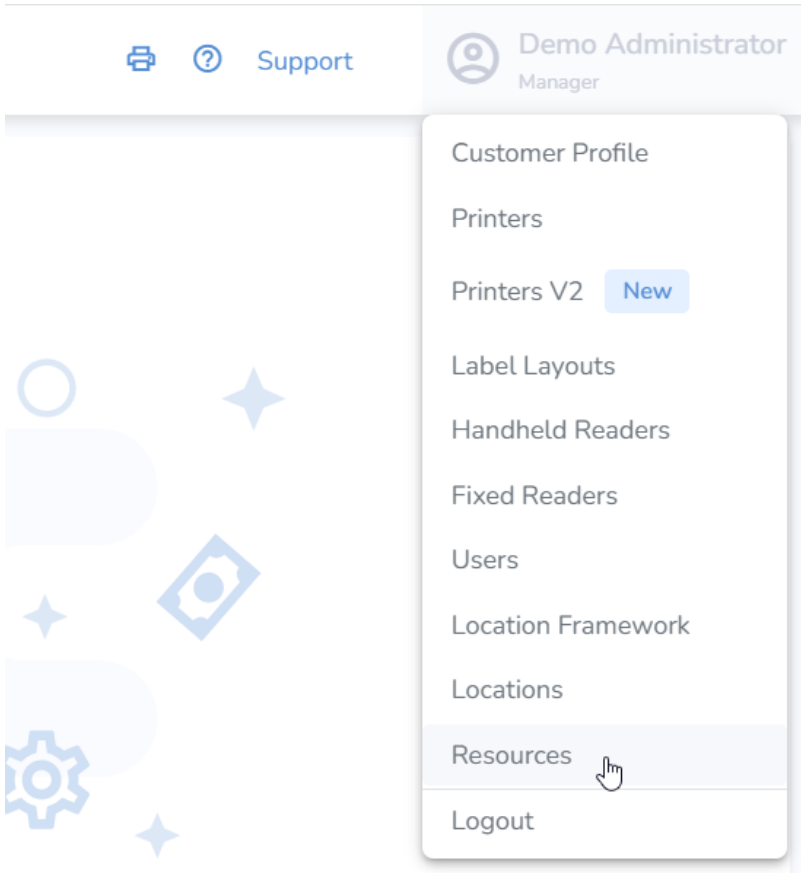 Support
Demo Administrator
Manager
Customer Profile
Printers
Printers V2 New
Label Layouts
Handheld Readers
Fixed Readers
Users
Location Framework
Locations
Resources
Logout